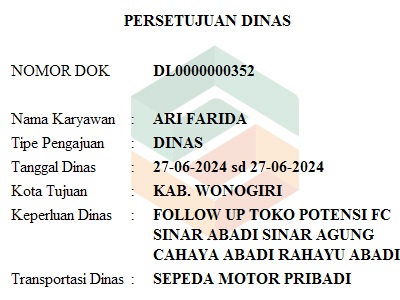 PERSETUJUAN DINAS
NOMOR DOK DL0000000352
Nama Karyawan : ARI FARIDA
Tipe Pengajuan : DINAS
Tanggal Dinas : 27-06-2024 sd 27-06-2024
Kota Tujuan : KAB. WONOGIRI
Keperluan Dinas : FOLLOW UP TOKO POTENSI FC
SINAR ABADI SINAR AGUNG
CAHAYA ABADI RAHAYU ABADI
Transportasi Dinas : SEPEDA MOTOR PRIBADI